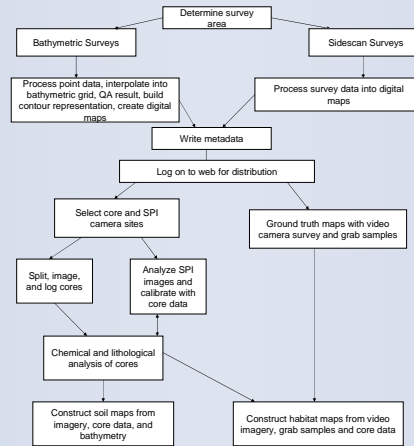 Determine survey
area
Bathymetric Surveys
Sidescan Surveys
Process point data, interpolate into
bathymetric grid, QA result, build
contour representation, create digital
maps
Process survey data into digital
maps
Write metadata
Log on to web for distribution
Select core and SPI
camera sites
Ground truth maps with video
camera survey and grab samples
Split, image,
and log cores
Analyze SPI
images and
calibrate with
core data
Chemical and lithological
analysis of cores
Construct soil maps from
imagery, core data, and
bathymetry
Construct habitat maps from video
imagery, grab samples and core data